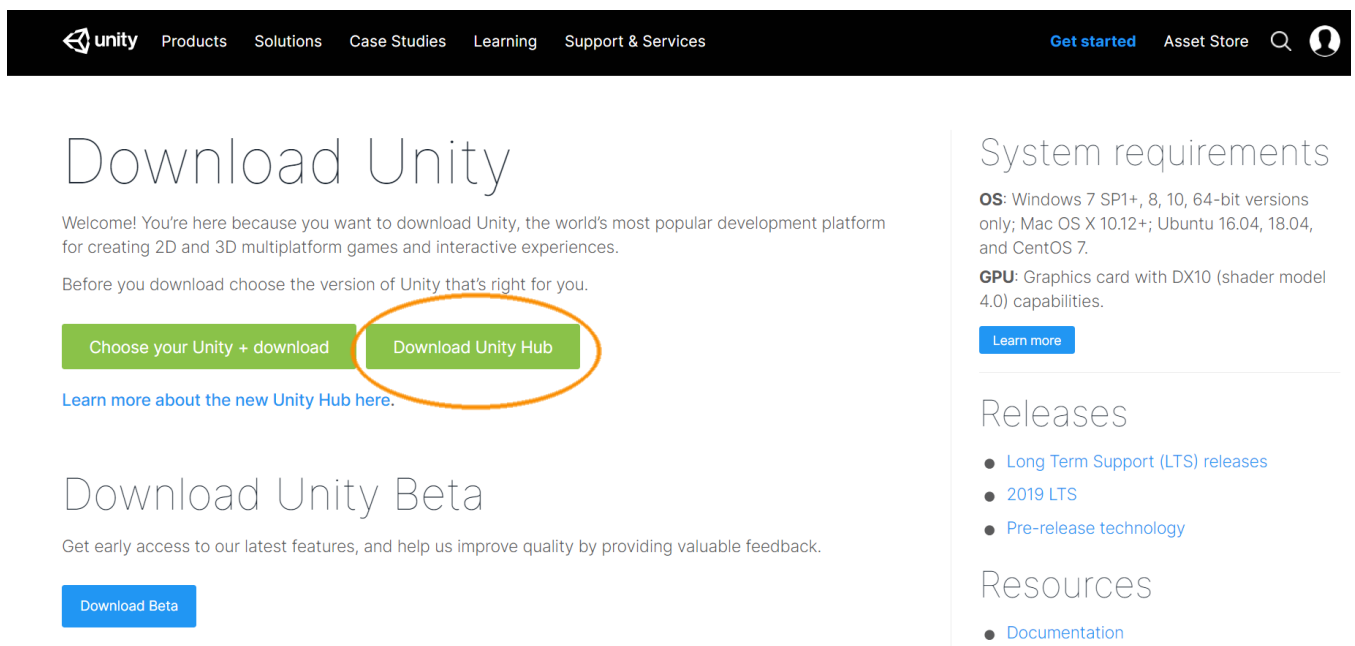 unity Products Solutions Case Studies Learning Support & Services Get started Asset Store
Download Unity
Welcome! You’re here because you want to download Unity, the world’s most popular development platform
for creating 2D and 3D multiplatform games and interactive experiences.
Before you download choose the version of Unity that’s right for you.
Choose your Unity + download Download Unity Hub
Learn more about the new Unity Hub here.
Download Unity Beta
Get early access to our latest features, and help us improve quality by providing valuable feedback.
Download Beta
System requirements
OS: Windows 7 SP1+, 8, 10, 64-bit versions
only; Mac OS X 10.12+; Ubuntu 16.04, 18.04,
and CentOS 7.
GPU: Graphics card with DX10 (shader model
4.0) capabilities.
Learn more
Releases
Long Term Support (LTS) releases
2019 LTS
Pre-release technology
Resources
Documentation